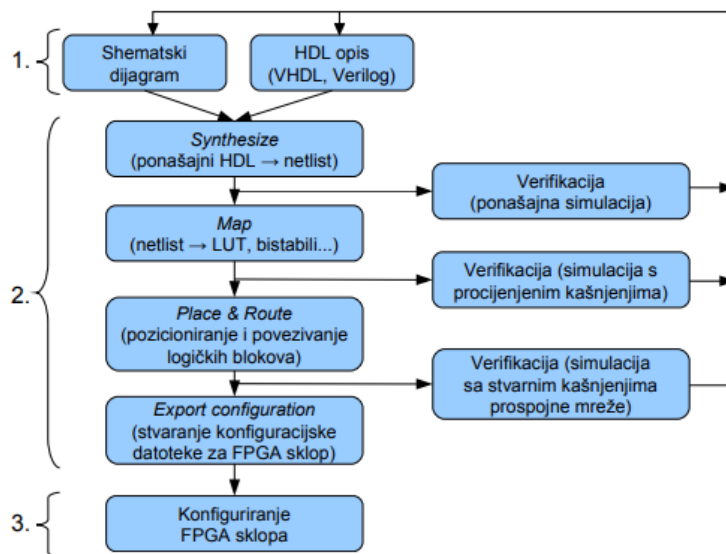 1.
Shematski
dijagram
HDL opis
(VHDL, Verilog)
2.
Synthesize
(ponašajni HDL → netlist)
Verifikacija
(ponašajna simulacija)
Map
(netlist → LUT, bistabili...)
Verifikacija (simulacija s
procijenjenim kašnjenjima)
Place & Route
(pozicioniranje i povezivanje
logičkih blokova)
Verifikacija (simulacija
sa stvarnim kašnjenjima
prospojne mreže)
Export configuration
(stvaranje konfiguracijske
datoteke za FPGA sklop)
3.
Konfiguriranje
FPGA sklopa